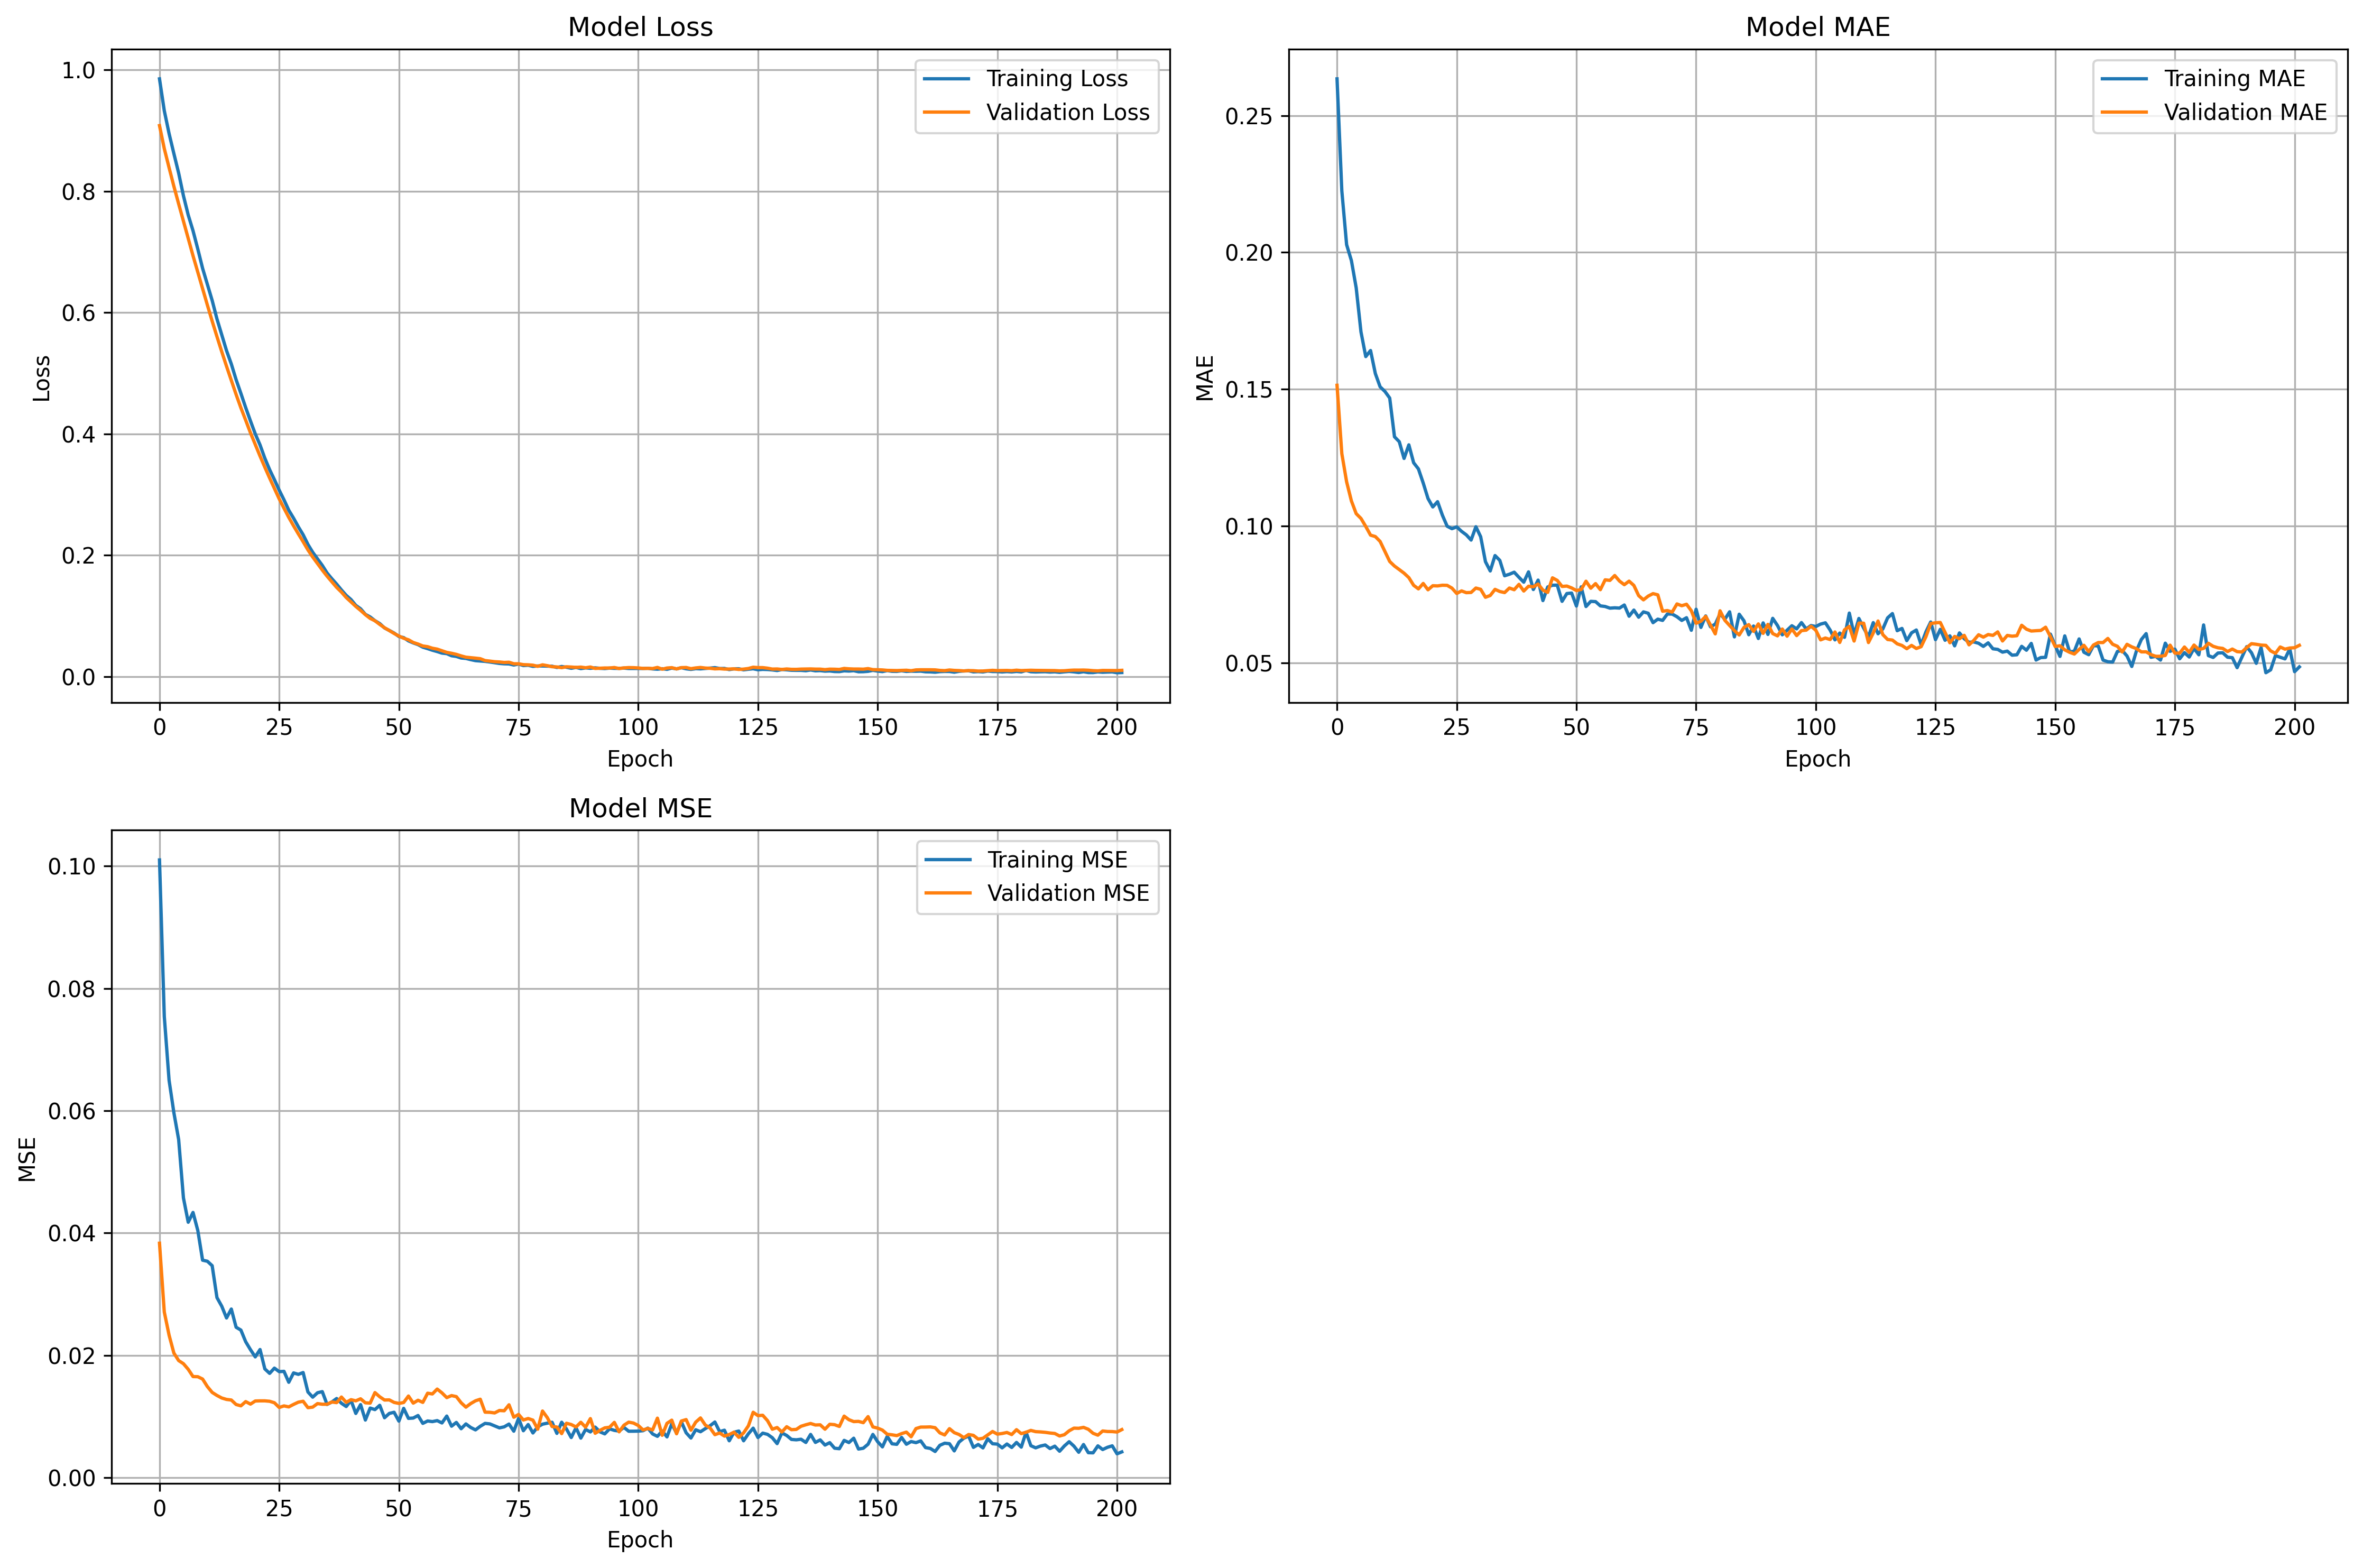 Model Loss
Training Loss
Validation Loss
1.0
0.8
0.6
0.4
0.2
0.0
Loss
0 25 50 75 100 125 150 175 200
Epoch
Model MAE
Training MAE
Validation MAE
0.25
0.20
0.15
0.10
0.05
MAE
0 25 50 75 100 125 150 175 200
Epoch
Model MSE
Training MSE
Validation MSE
0.10
0.08
0.06
0.04
0.02
0.00
MSE
0 25 50 75 100 125 150 175 200
Epoch